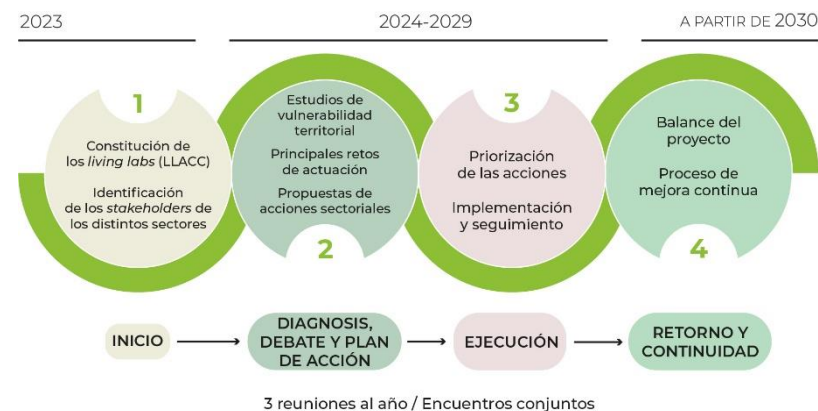 2023
2024-2029
A PARTIR DE 2030
1
Constitución de
los living labs (LLACC)
Identificación
de los stakeholders de
los distintos sectores
Estudios de
vulnerabilidad
territorial
Principales retos
de actuación
Propuestas de
acciones sectoriales
2
3
Priorización
de las acciones
Implementación
y seguimiento
Balance del
proyecto
Proceso de
mejora contínua
4
INICIO
DIAGNOSIS,
DEBATE Y PLAN
DE ACCIÓN
EJECUCIÓN
RETORNO Y
CONTINUIDAD
3 reuniones al año / Encuentros conjuntos